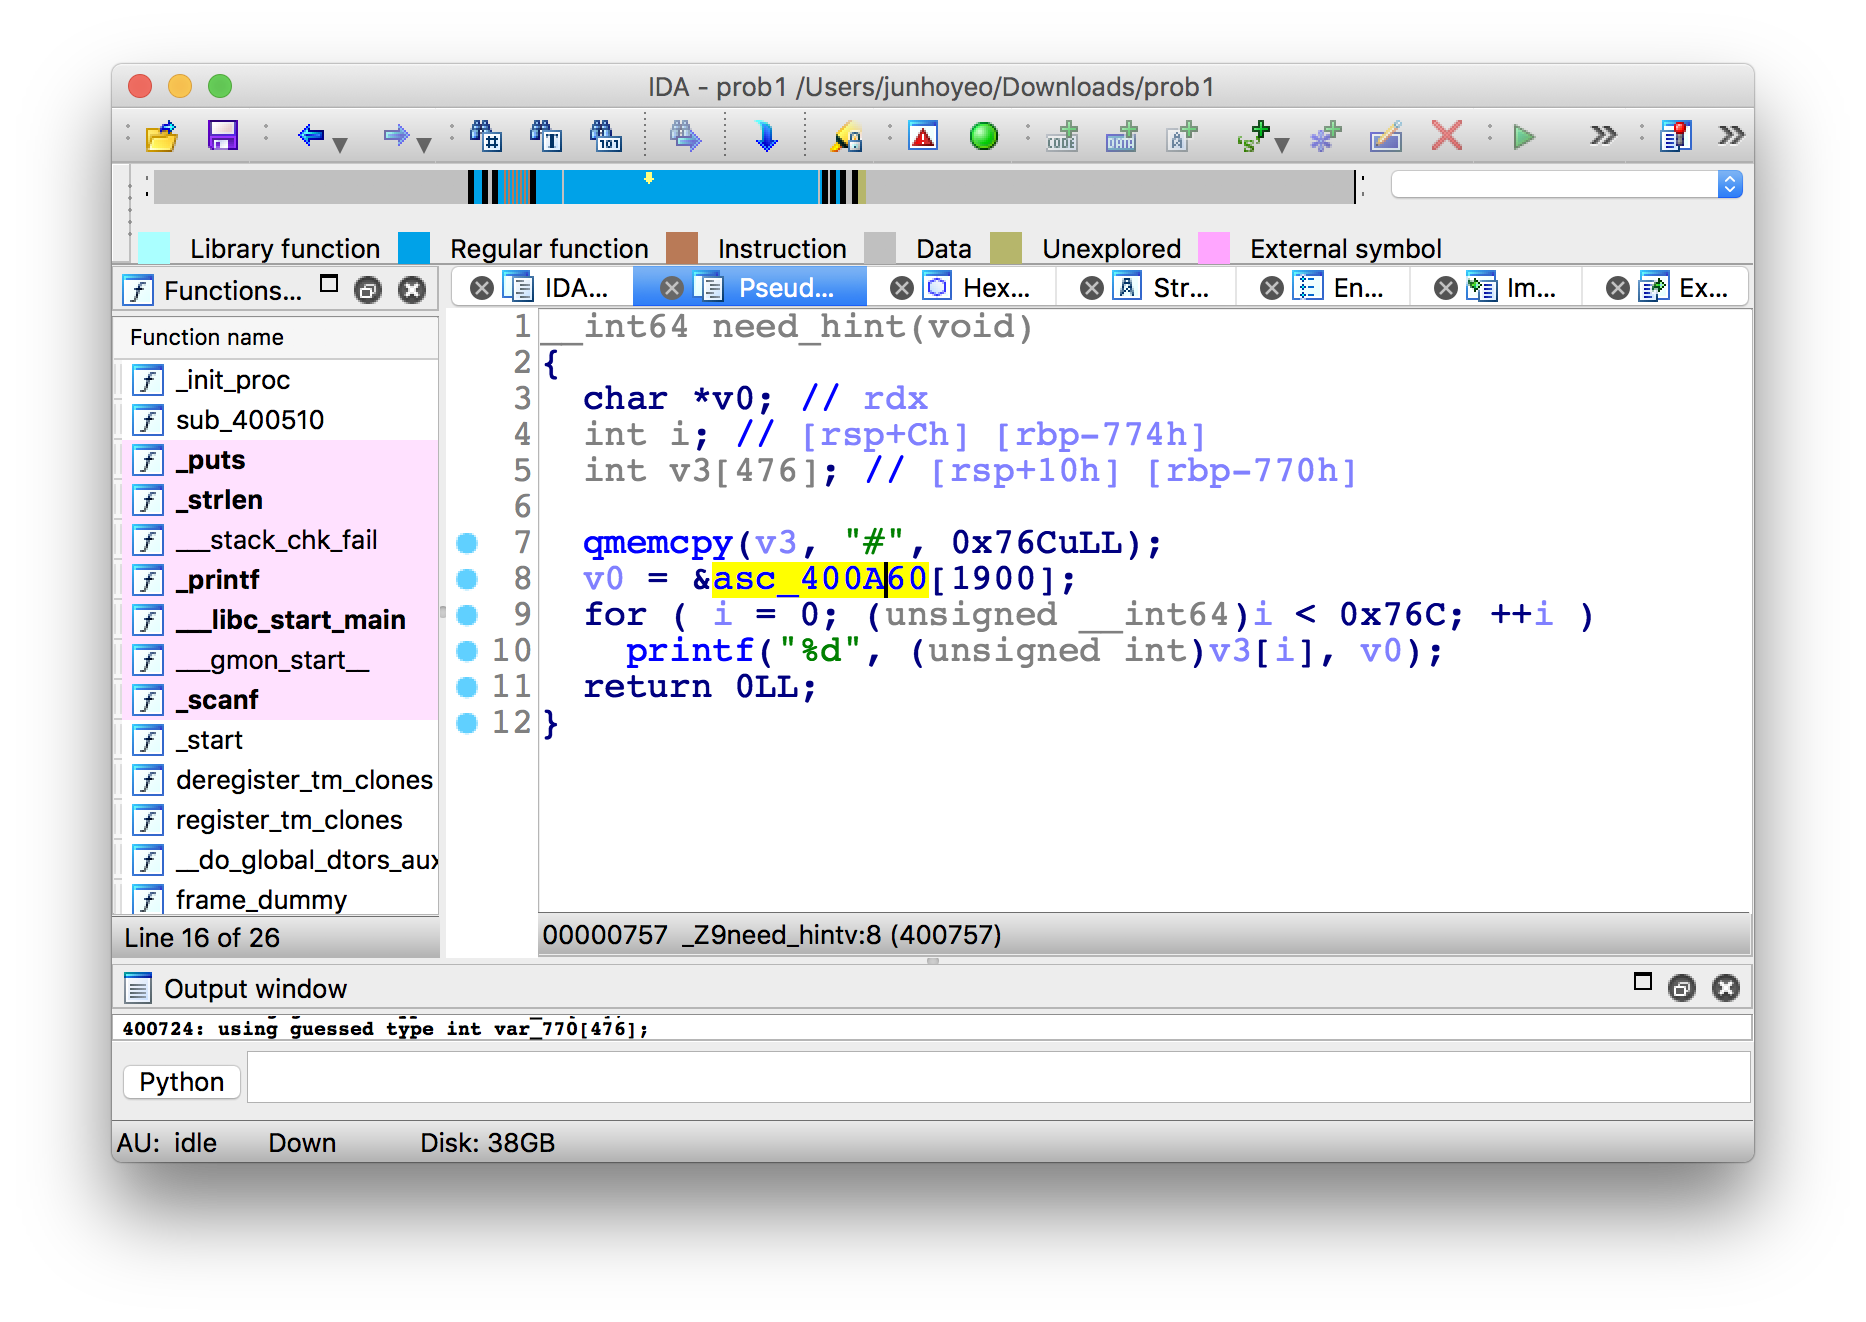 IDA - prob1 /Users/junhoyeo/Downloads/prob1
Library function Regular function Instruction Data Unexplored External symbol
Functions...
IDA... Pseud... Hex... Str... En... Im... Ex...
Function name
_init_proc
sub_400510
_puts
_strlen
___stack_chk_fail
_printf
___libc_start_main
___gmon_start__
_scanf
_start
deregister_tm_clones
register_tm_clones
__do_global_dtors_aux
frame_dummy
Line 16 of 26
1 __int64 need_hint(void)
2 {
3 char *v0; // rdx
4 int i; // [rsp+Ch] [rbp-774h]
5 int v3[476]; // [rsp+10h] [rbp-770h]
6
7 qmemcpy(v3, "#", 0x76CuLL);
8 v0 = &asc_400A60[1900];
9 for ( i = 0; (unsigned __int64)i < 0x76C; ++i )
10 printf("%d", (unsigned int)v3[i], v0);
11 return 0LL;
12 }
00000757 _Z9need_hintv:8 (400757)
Output window
400724: using guessed type int var_770[476];
Python
AU: idle Down Disk: 38GB